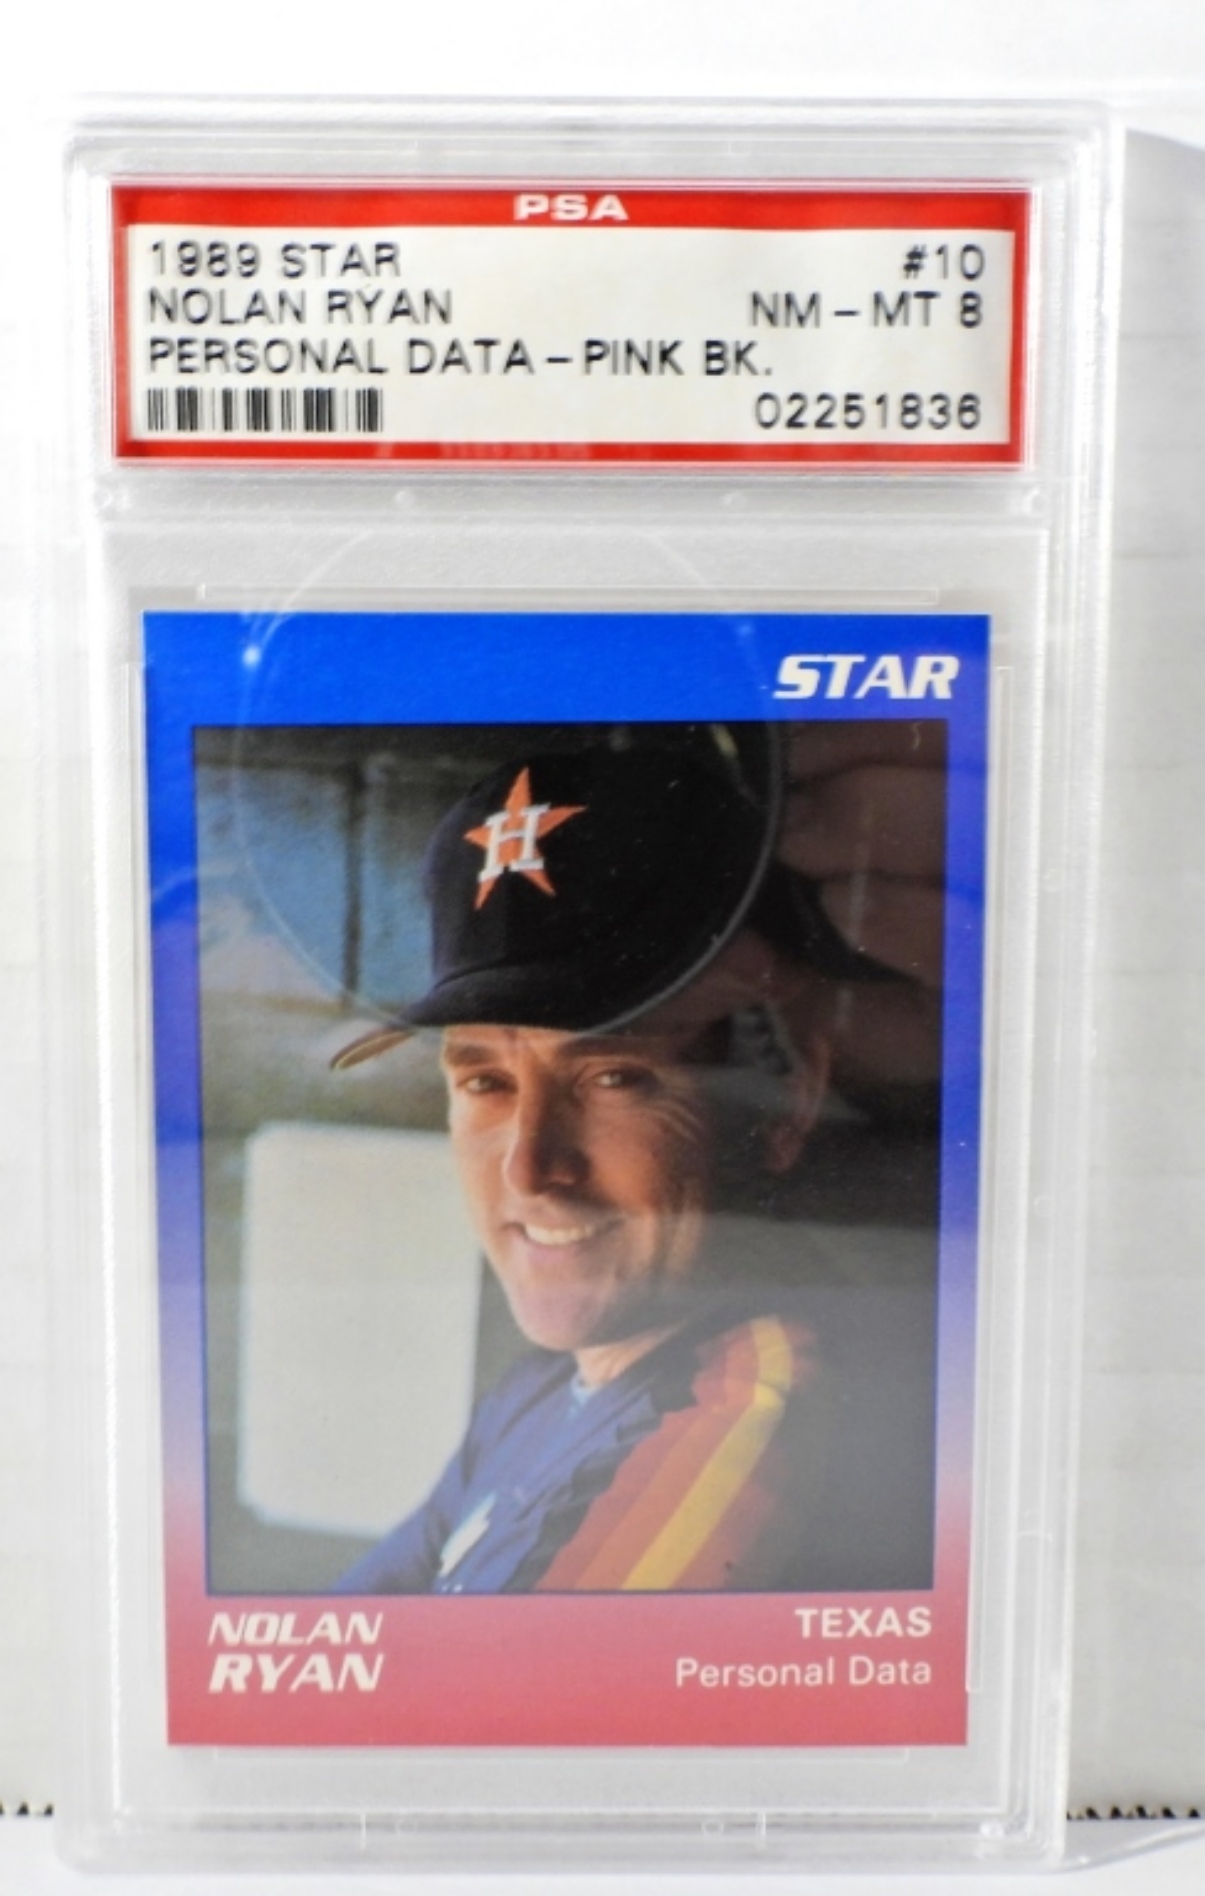 PSA
1989 STAR #10
NOLAN RYAN NM-MT 8
PERSONAL DATA-PINK BK.
02251836
STAR
H
NOLAN TEXAS
RYAN Personal Data